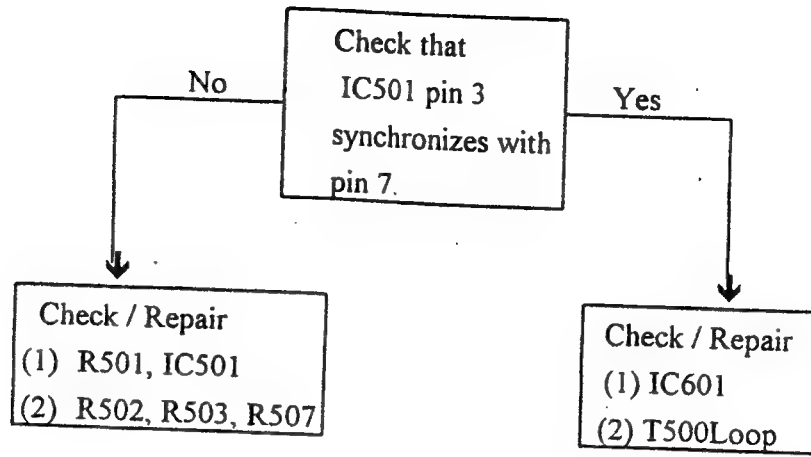 Check that
IC501 pin 3
synchronizes with
pin 7.
No
Yes
Check / Repair
(1) R501, IC501
(2) R502, R503, R507
Check / Repair
(1) IC601
(2) T500Loop